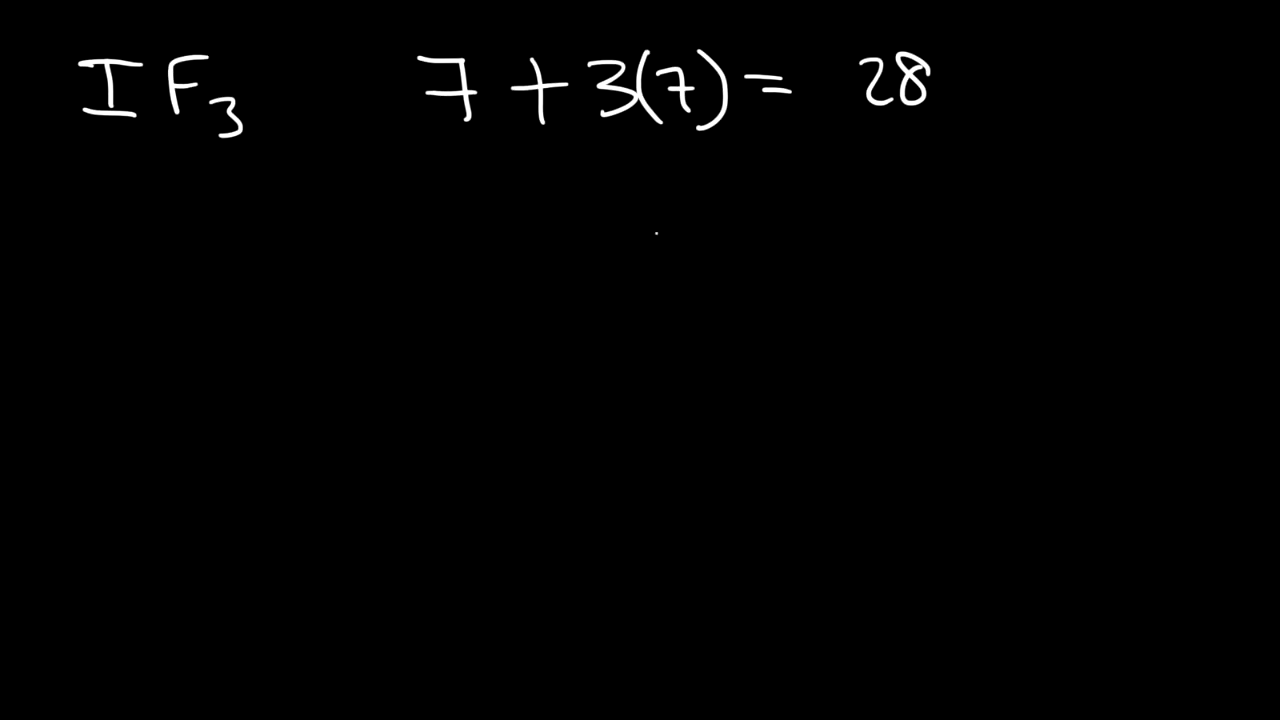 IF₃ 7 + 3(7) = 28